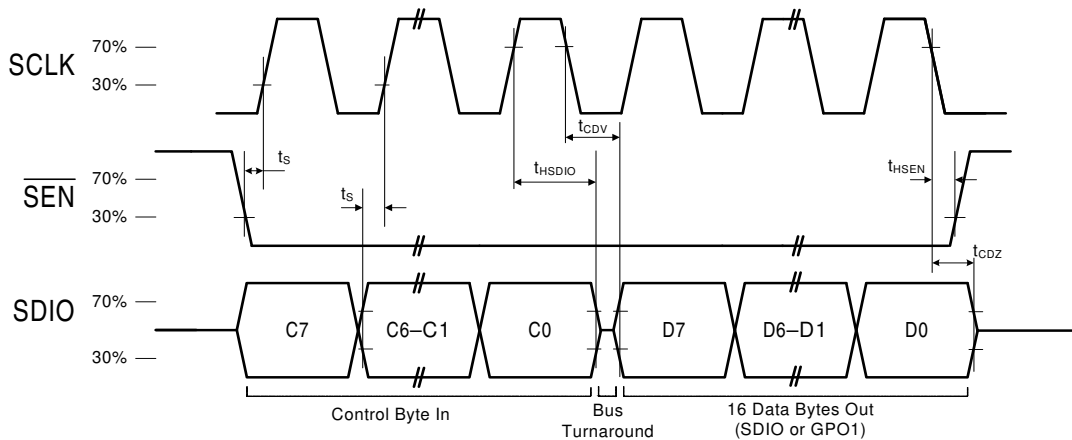 SCLK
70%
30%
tS
tCDV
SEN
70%
30%
tS
tHSDIO
tHSEN
tCDZ
SDIO
70%
30%
C7
C6–C1
C0
D7
D6–D1
D0
Control Byte In
Bus
Turnaround
16 Data Bytes Out
(SDIO or GPO1)